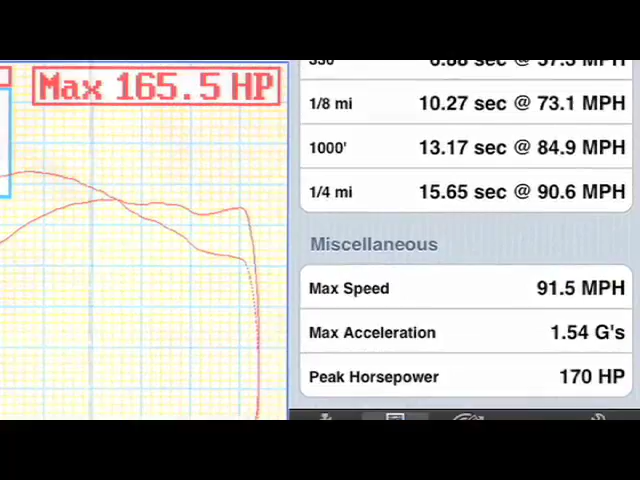 Max 165.5 HP
1/8 mi 10.27 sec @ 73.1 MPH
1000' 13.17 sec @ 84.9 MPH
1/4 mi 15.65 sec @ 90.6 MPH
Miscellaneous
Max Speed 91.5 MPH
Max Acceleration 1.54 G's
Peak Horsepower 170 HP